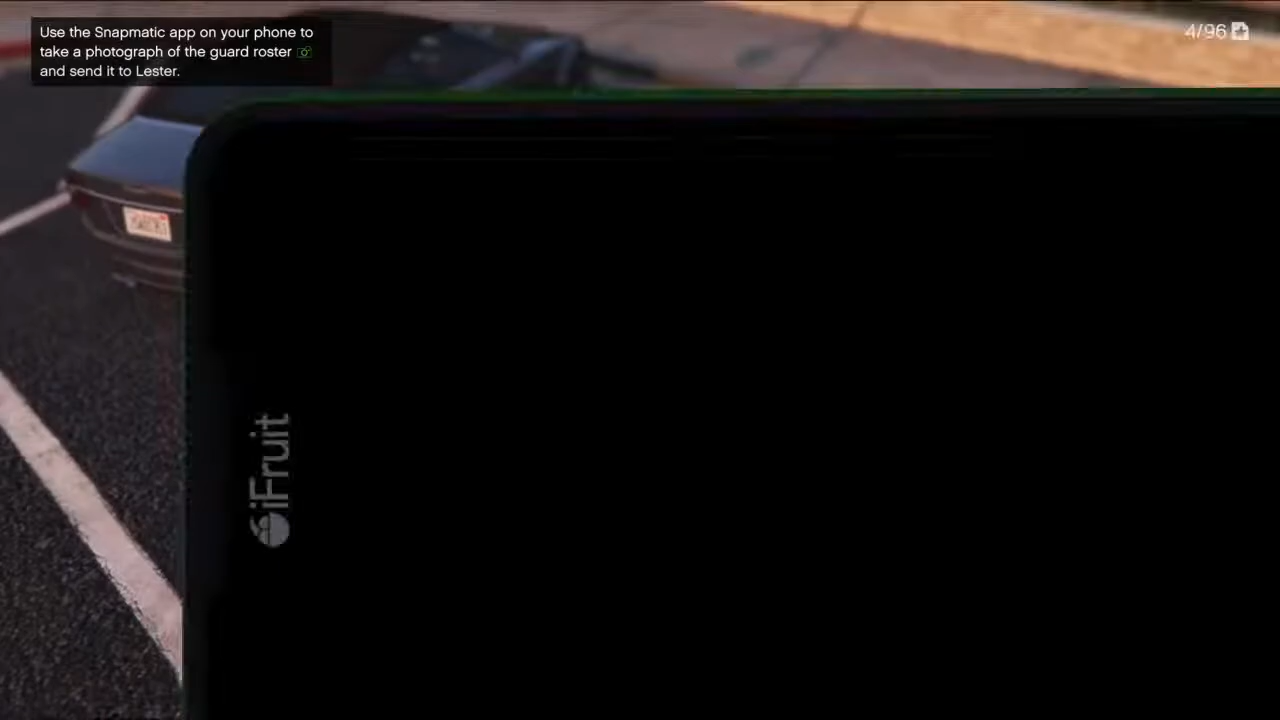 Use the Snapmatic app on your phone to
take a photograph of the guard roster
and send it to Lester.
4/96
iFruit